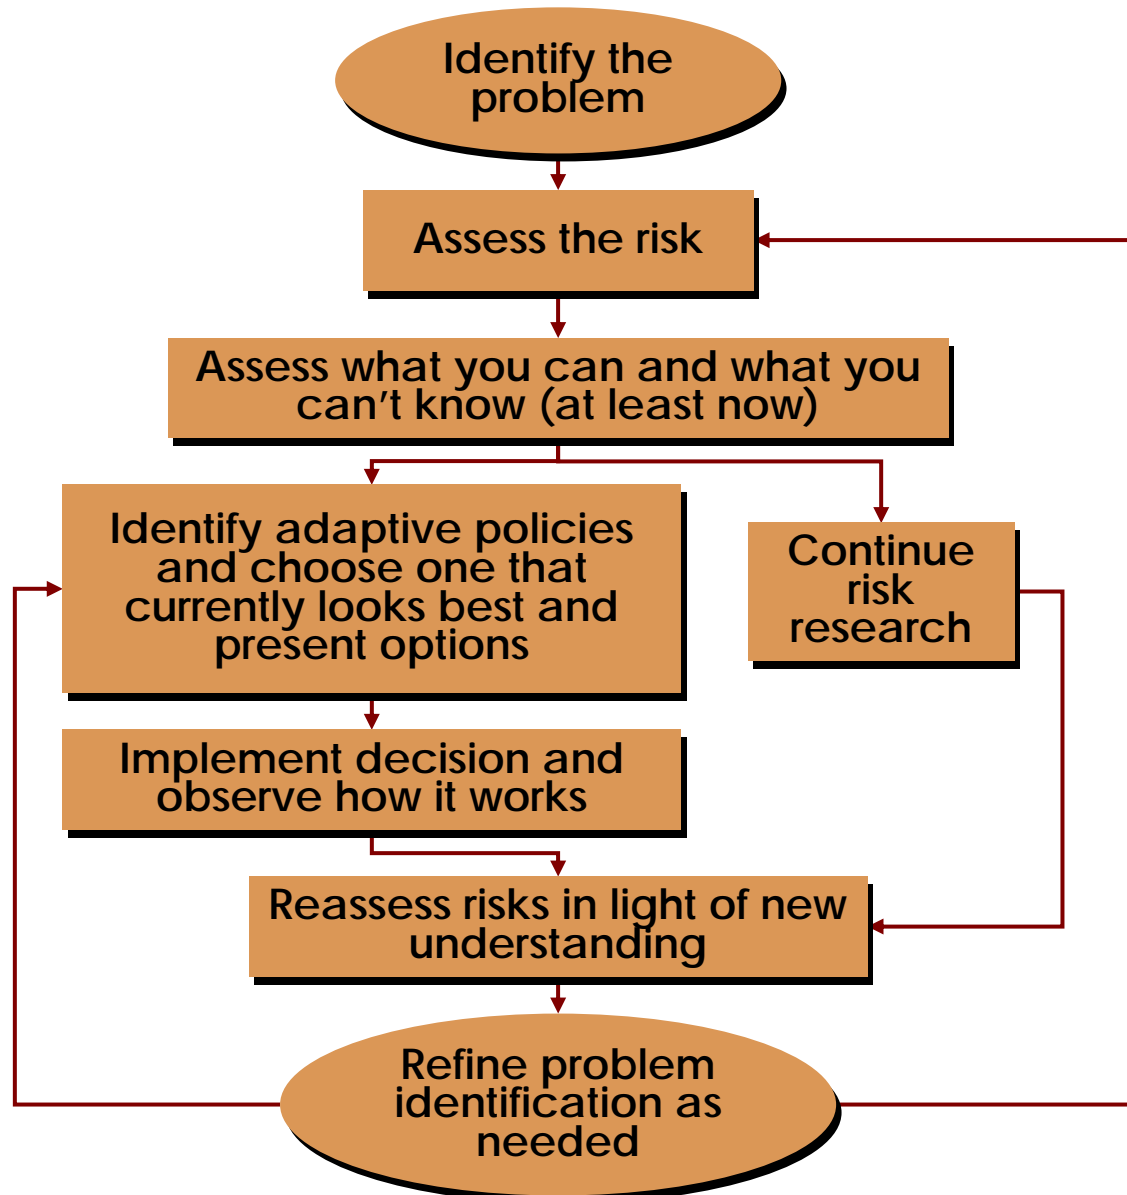 Identify the
problem
Assess the risk
Assess what you can and what you
can't know (at least now)
Identify adaptive policies
and choose one that
currently looks best and
present options
Continue
risk
research
Implement decision and
observe how it works
Reassess risks in light of new
understanding
Refine problem
identification as
needed